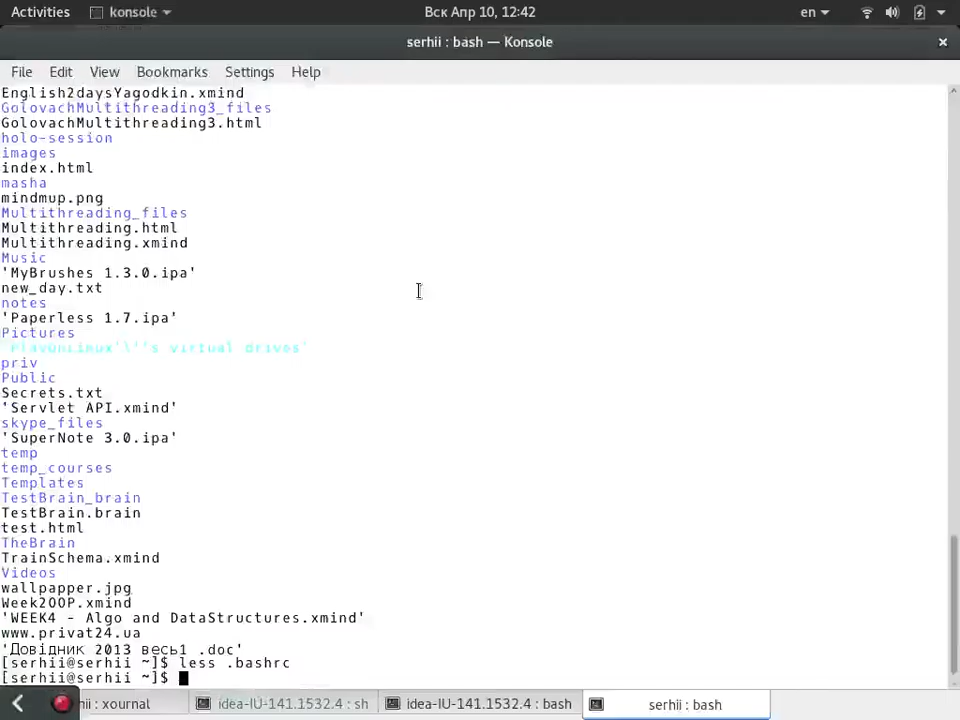 Activities konsole Вск Апр 10, 12:42 en
serhii : bash — Konsole
File Edit View Bookmarks Settings Help
English2daysYagodkin.xmind
GolovachMultithreading3_files
GolovachMultithreading3.html
holo-session
images
index.html
masha
mindmup.png
Multithreading_files
Multithreading.html
Multithreading.xmind
Music
'MyBrushes 1.3.0.ipa'
new_day.txt
notes
'Paperless 1.7.ipa'
Pictures
'PlayOnLinux'\''s virtual drives'
priv
Public
Secrets.txt
'Servlet API.xmind'
skype_files
'SuperNote 3.0.ipa'
temp
temp_courses
Templates
TestBrain_brain
TestBrain.brain
test.html
TheBrain
TrainSchema.xmind
Videos
wallpapper.jpg
Week2OOP.xmind
'WEEK4 - Algo and DataStructures.xmind'
www.privat24.ua
'Довідник 2013 весь1 .doc'
[serhii@serhii ~]$ less .bashrc
[serhii@serhii ~]$
hii : xournal idea-IU-141.1532.4 : sh idea-IU-141.1532.4 : bash serhii : bash